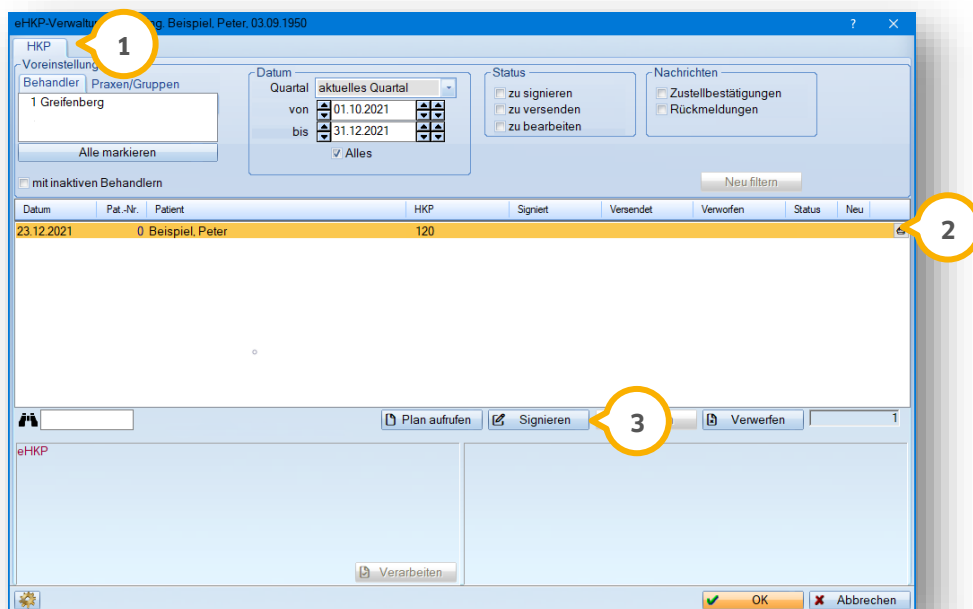 eHKP-Verwaltu g. Beispiel, Peter, 03.09.1950 ?
HKP
1
Voreinstellung
Behandler Praxen/Gruppen
1 Greifenberg
Alle markieren
mit inaktiven Behandlern
Datum
Quartal aktuelles Quartal
von 01.10.2021
bis 31.12.2021
Alles
Status
zu signieren
zu versenden
zu bearbeiten
Nachrichten
Zustellbestätigungen
Rückmeldungen
Neu filtern
Datum Pat.-Nr. Patient HKP Signiert Versendet Verworfen Status Neu
23.12.2021 0 Beispiel, Peter 120
2
Plan aufrufen Signieren Verwerfen 1
3
eHKP
Verarbeiten
OK Abbrechen